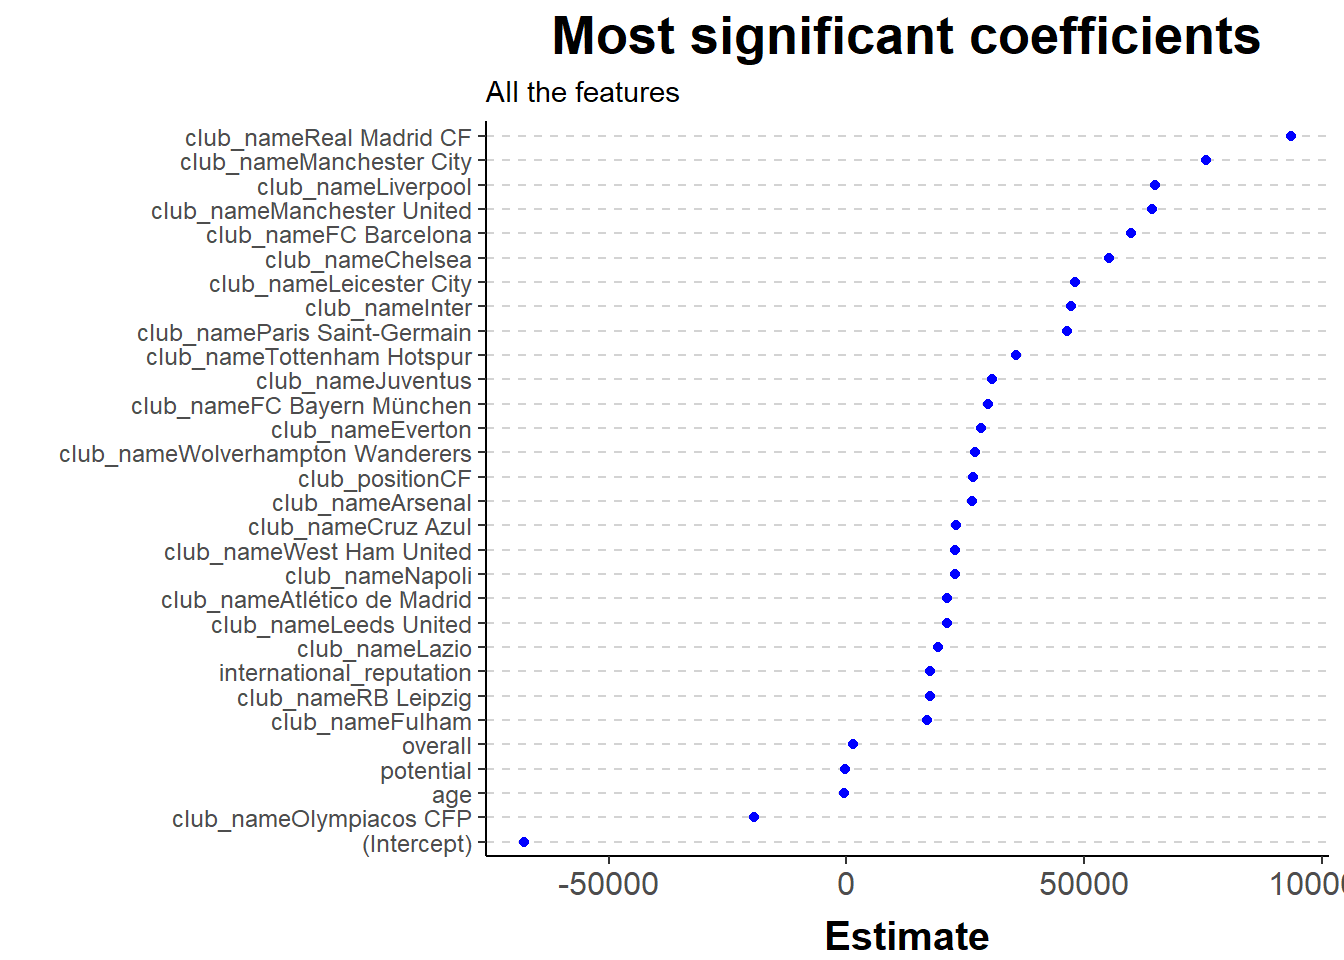 Most significant coefficients
All the features
club_nameReal Madrid CF
club_nameManchester City
club_nameLiverpool
club_nameManchester United
club_nameFC Barcelona
club_nameChelsea
club_nameLeicester City
club_nameInter
club_nameParis Saint-Germain
club_nameTottenham Hotspur
club_nameJuventus
club_nameFC Bayern München
club_nameEverton
club_nameWolverhampton Wanderers
club_positionCF
club_nameArsenal
club_nameCruz Azul
club_nameWest Ham United
club_nameNapoli
club_nameAtlético de Madrid
club_nameLeeds United
club_nameLazio
international_reputation
club_nameRB Leipzig
club_nameFulham
overall
potential
age
club_nameOlympiacos CFP
(Intercept)
-50000 0 50000 10000
Estimate